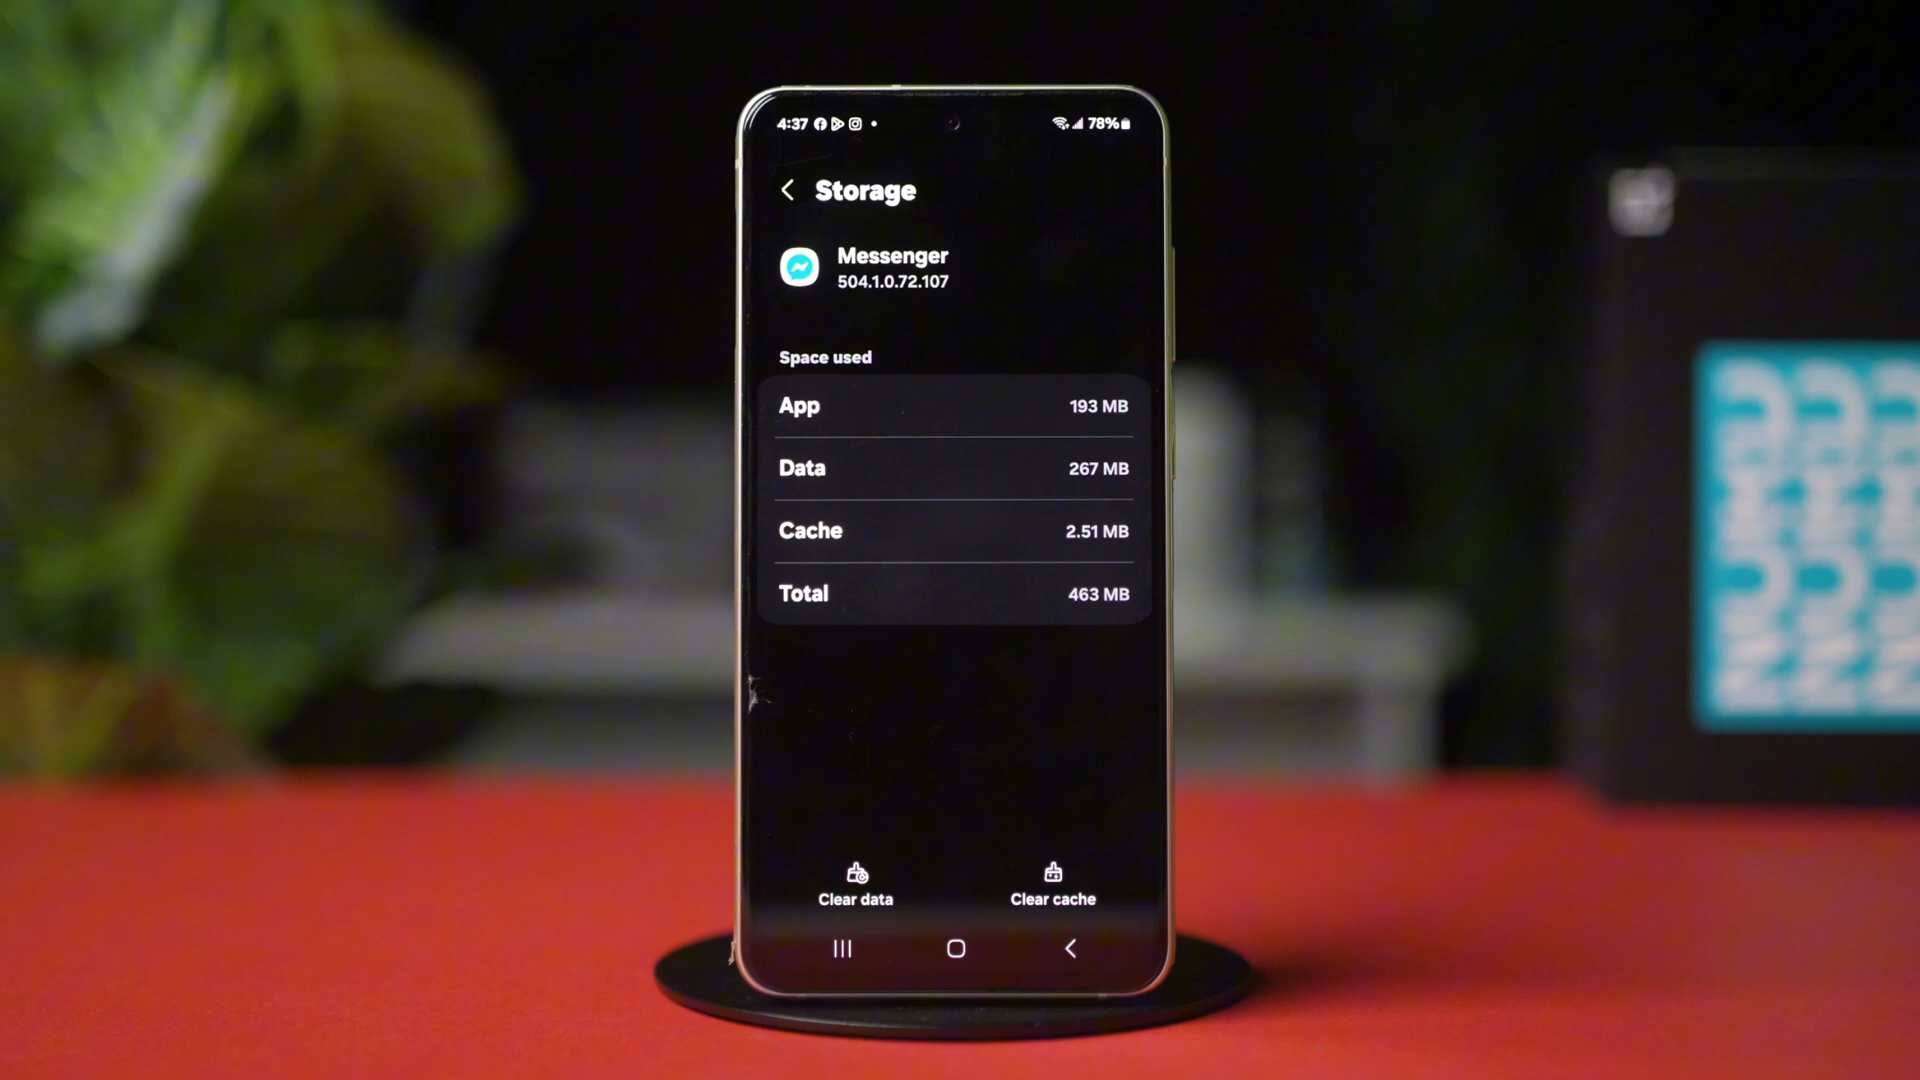 4:37 78%
Storage
Messenger
504.1.0.72.107
Space used
App 193 MB
Data 267 MB
Cache 2.51 MB
Total 463 MB
Clear data Clear cache